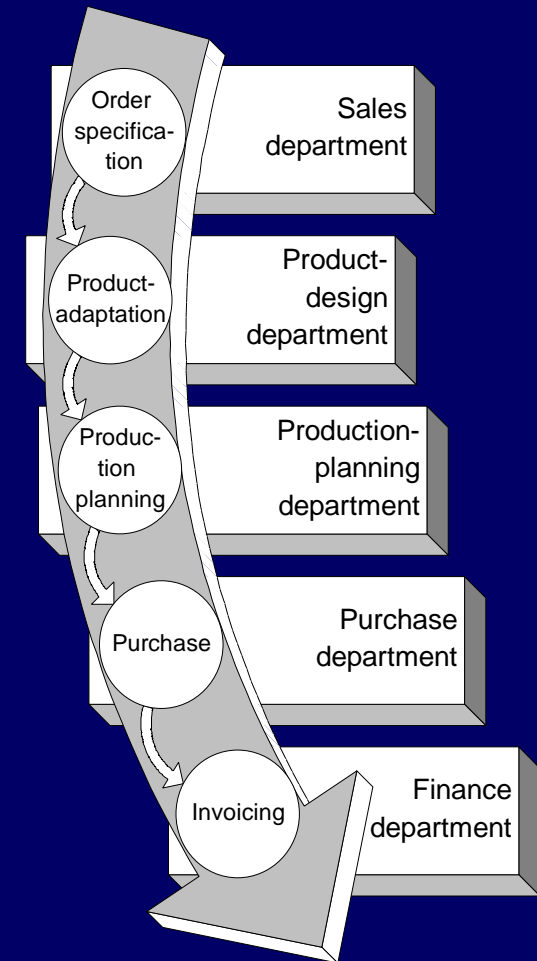 Order
specifica-
tion
Sales
department
Product-
adaptation
Product-
design
department
Produc-
tion
planning
Production-
planning
department
Purchase
Purchase
department
Invoicing
Finance
department